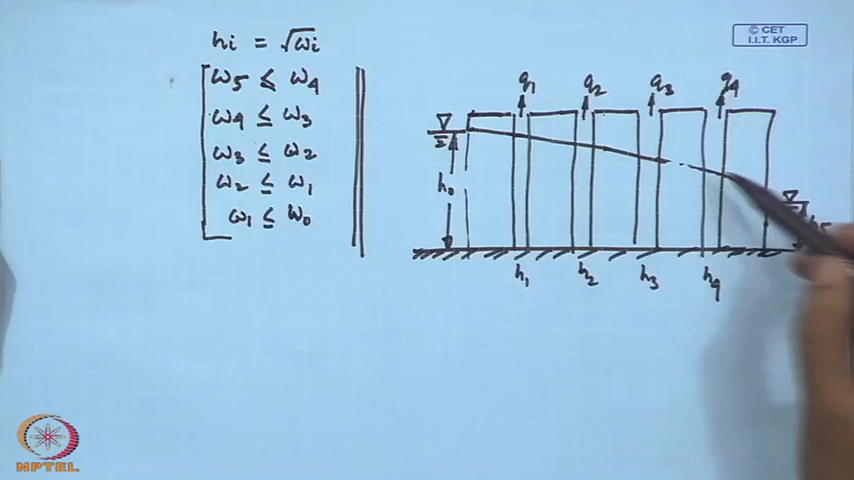 © CET
I.I.T. KGP
hi = √ωi
ω5 ≤ ω4
ω4 ≤ ω3
ω3 ≤ ω2
ω2 ≤ ω1
ω1 ≤ ω0
q1 q2 q3 q4
h0
h1 h2 h3 h4
NPTEL